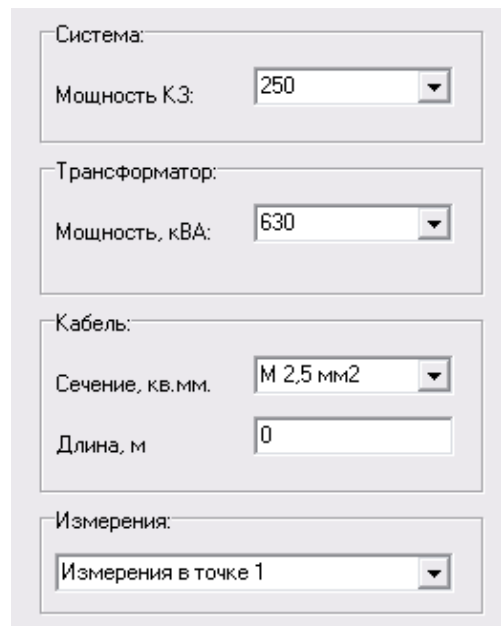 Система:
Мощность КЗ: 250
Трансформатор:
Мощность, кВА: 630
Кабель:
Сечение, кв.мм. М 2,5 мм2
Длина, м 0
Измерения:
Измерения в точке 1